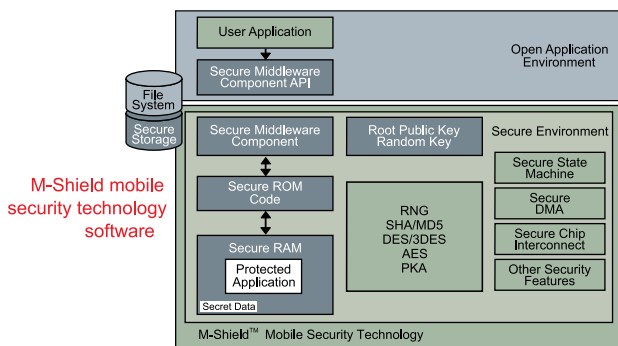 User Application
Open Application
Environment
Secure Middleware
Component API
File
System
Secure
Storage
Secure Middleware
Component
Root Public Key
Random Key
Secure Environment
Secure State
Machine
M-Shield mobile
security technology
software
Secure ROM
Code
Secure
DMA
RNG
SHA/MD5
DES/3DES
AES
PKA
Secure Chip
Interconnect
Secure RAM
Protected
Application
Other Security
Features
Secret Data
M-Shield™ Mobile Security Technology